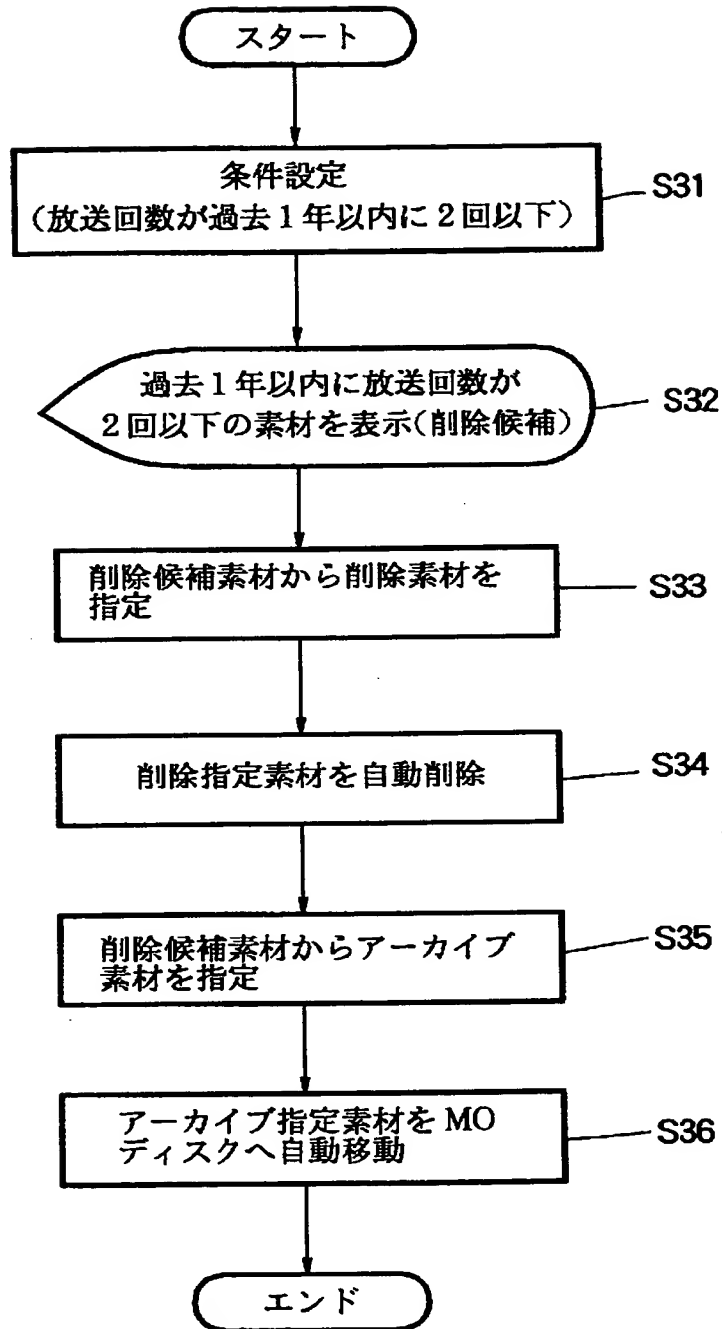 スタート
条件設定
(放送回数が過去1年以内に2回以下)
S31
過去1年以内に放送回数が
2回以下の素材を表示(削除候補)
S32
削除候補素材から削除素材を
指定
S33
削除指定素材を自動削除
S34
削除候補素材からアーカイブ
素材を指定
S35
アーカイブ指定素材をMO
ディスクへ自動移動
S36
エンド